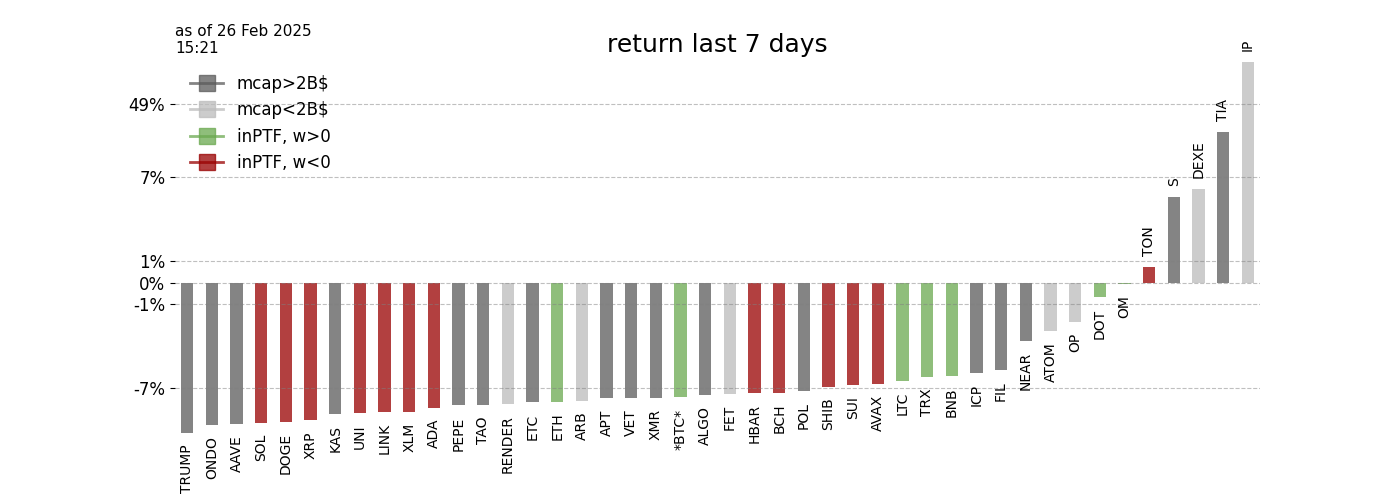 as of 26 Feb 2025
15:21
return last 7 days
mcap>2B$
mcap<2B$
inPTF, w>0
inPTF, w<0
49%
7%
1%
0%
-1%
-7%
TRUMP
ONDO
AAVE
SOL
DOGE
XRP
KAS
UNI
LINK
XLM
ADA
PEPE
TAO
RENDER
ETC
ETH
ARB
APT
VET
XMR
*BTC*
ALGO
FET
HBAR
BCH
POL
SHIB
SUI
AVAX
LTC
TRX
BNB
ICP
FIL
NEAR
ATOM
OP
DOT
OM
TON
S
DEXE
TIA
IP